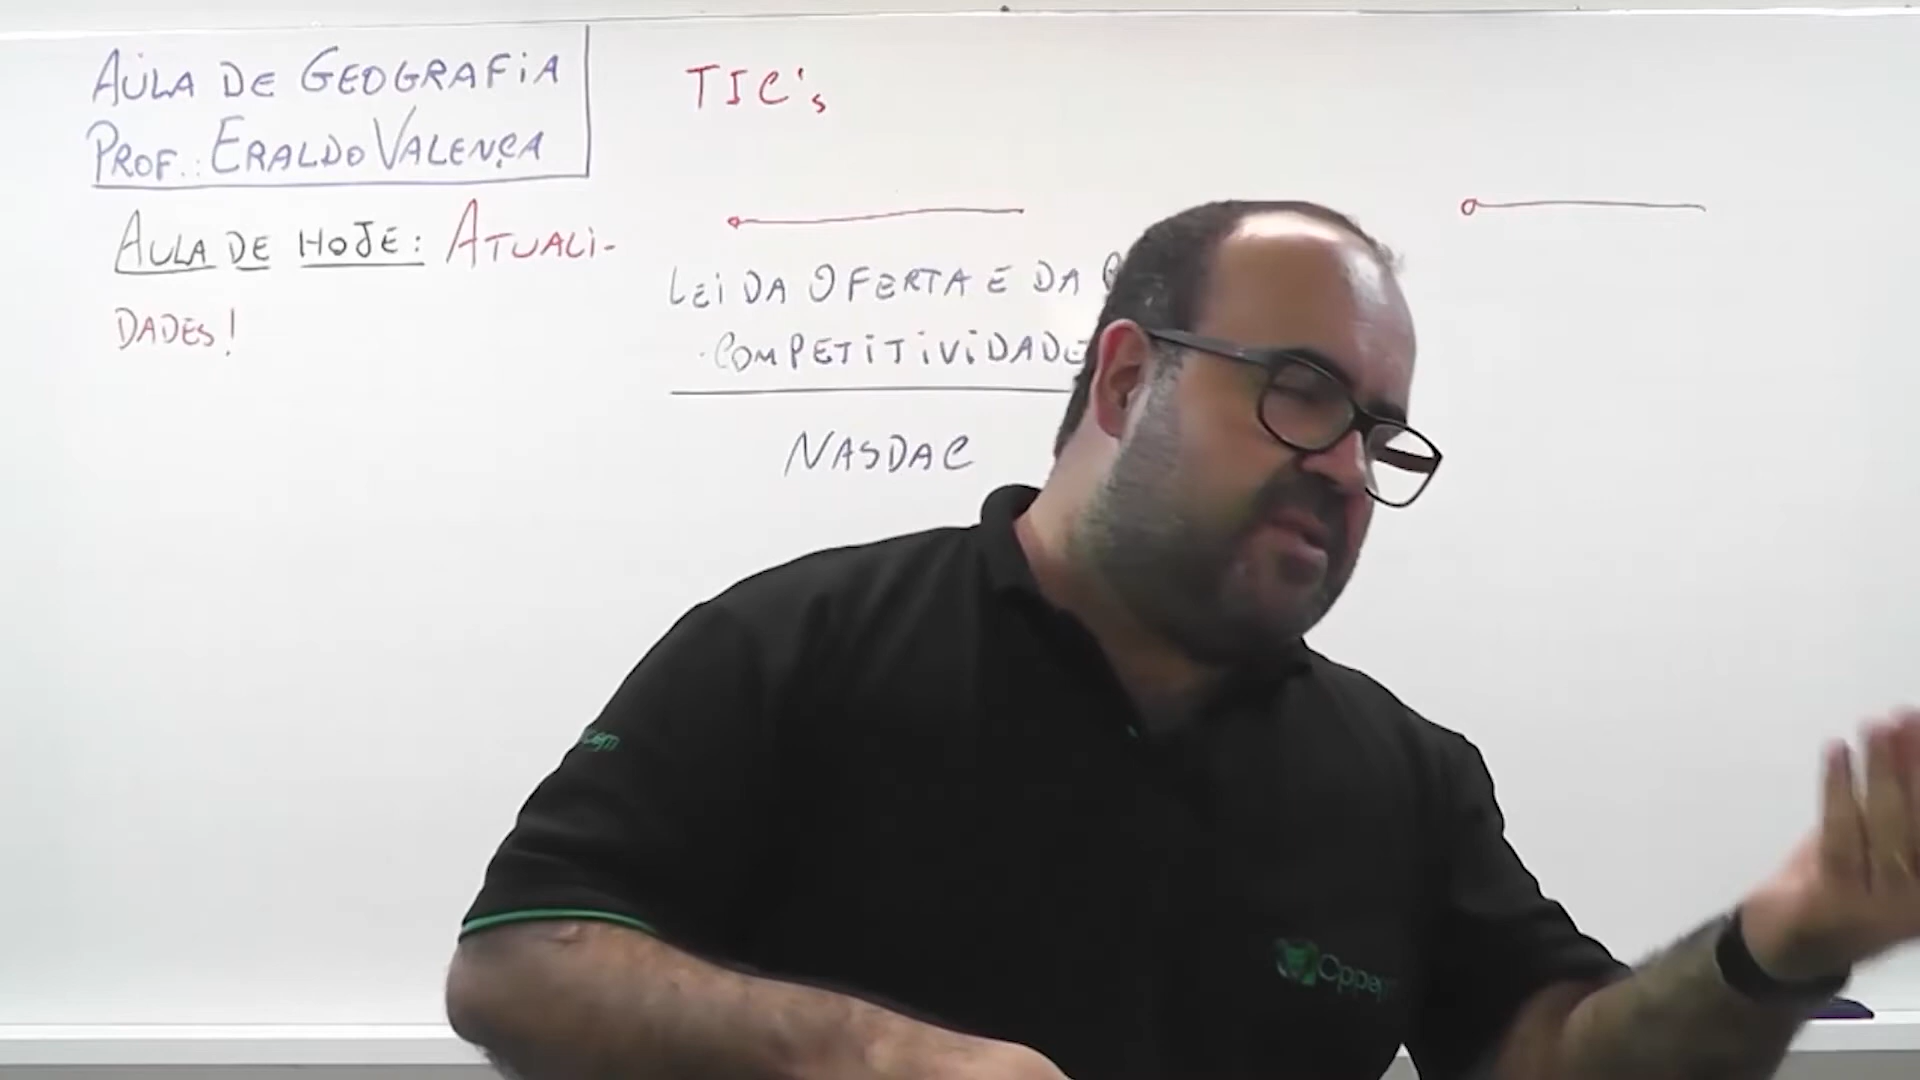 AULA DE GEOGRAFIA
PROF.: ERALDO VALENÇA
AULA DE HOJE: ATUALI-
DADES!
TIC's
LEI DA OFERTA E DA
·COMPETITIVIDADE
NASDAC